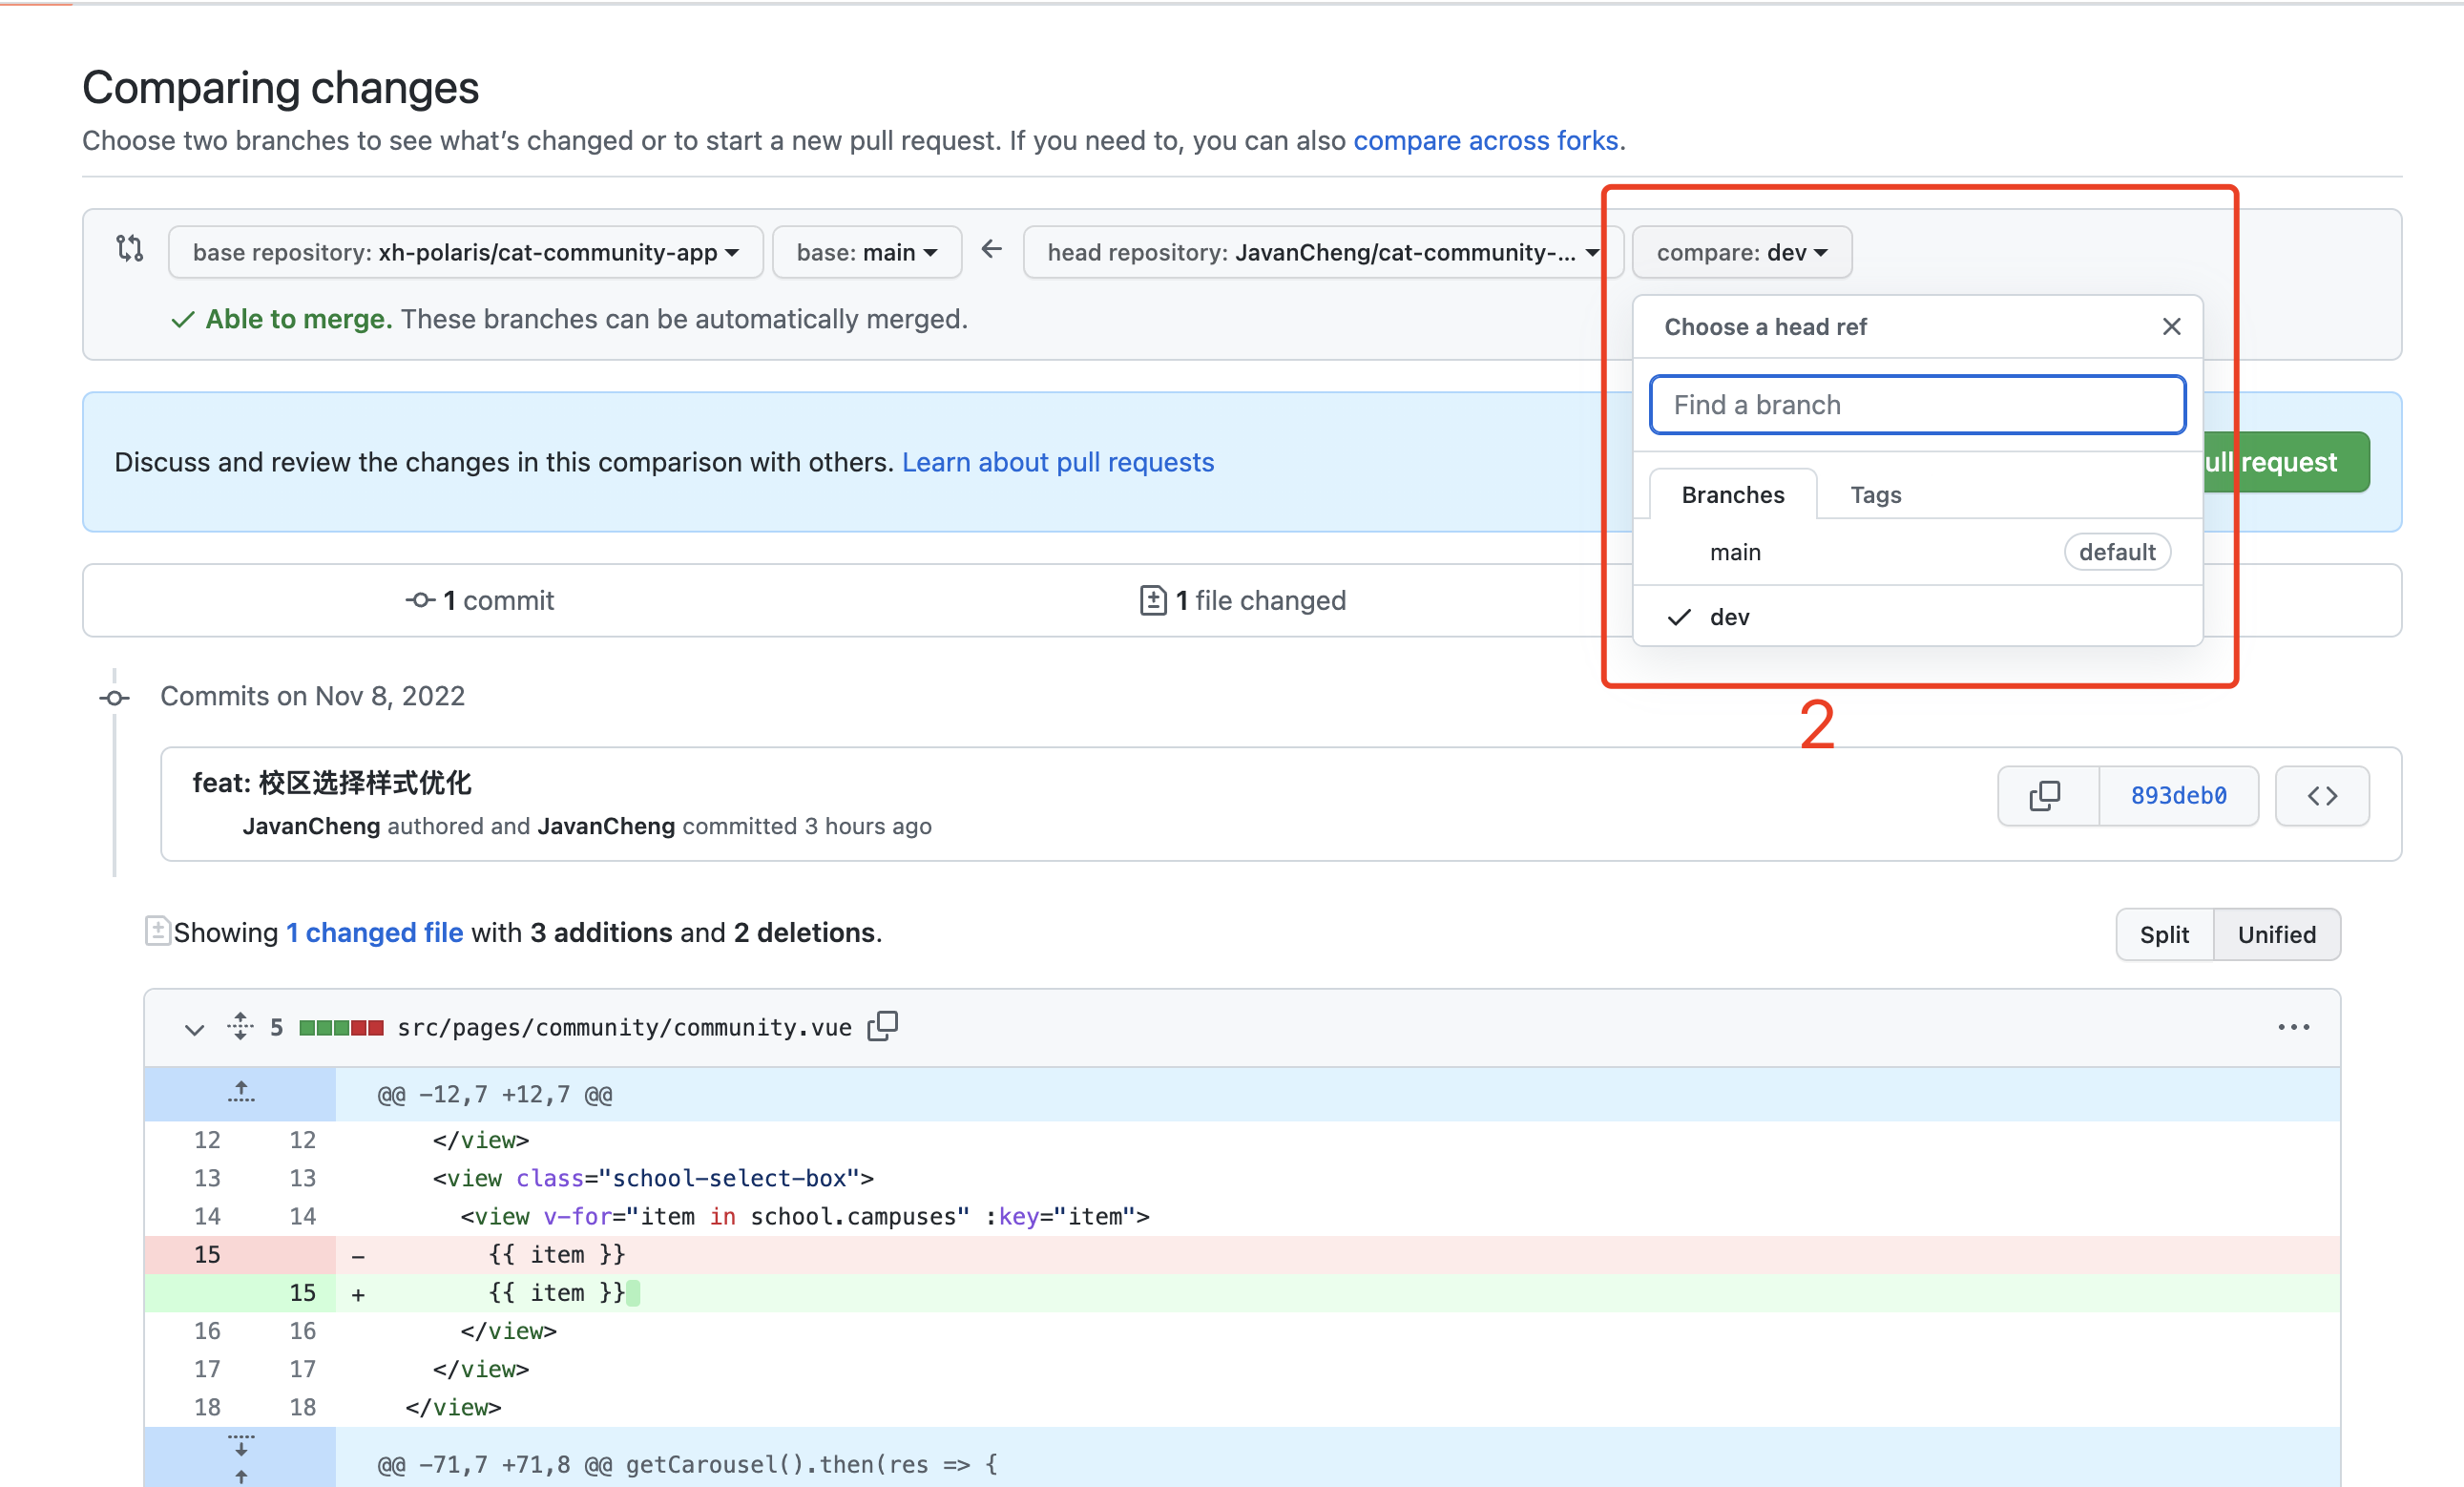 Comparing changes
Choose two branches to see what’s changed or to start a new pull request. If you need to, you can also compare across forks.
base repository: xh-polaris/cat-community-app base: main head repository: JavanCheng/cat-community-... compare: dev
Able to merge. These branches can be automatically merged.
Choose a head ref
Find a branch
Discuss and review the changes in this comparison with others. Learn about pull requests
ull request
Branches Tags
main default
dev
1 commit
1 file changed
2
Commits on Nov 8, 2022
feat: 校区选择样式优化
JavanCheng authored and JavanCheng committed 3 hours ago
893deb0
Showing 1 changed file with 3 additions and 2 deletions.
Split Unified
5 src/pages/community/community.vue
@@ -12,7 +12,7 @@
12 12 </view>
13 13 <view class="school-select-box">
14 14 <view v-for="item in school.campuses" :key="item">
15 - {{ item }}
15 + {{ item }}
16 16 </view>
17 17 </view>
18 18 </view>
@@ -71,7 +71,8 @@ getCarousel().then(res => {